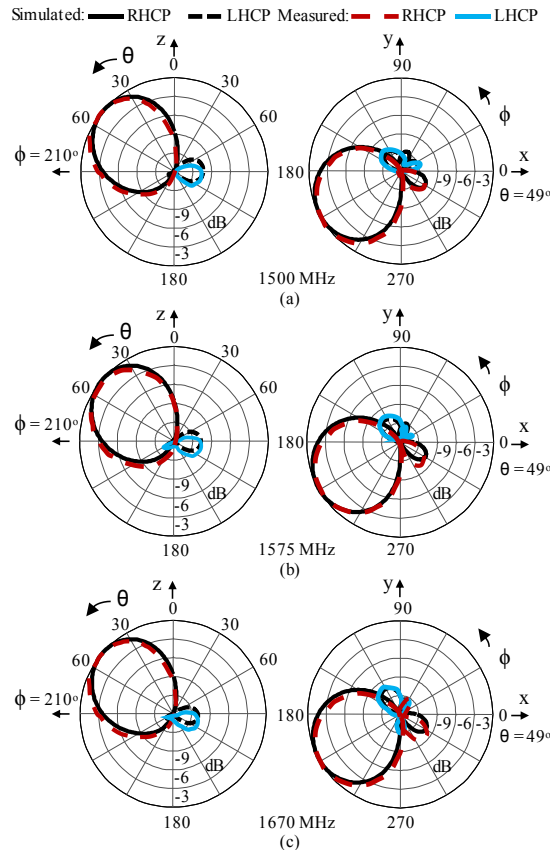 Simulated: RHCP LHCP Measured: RHCP LHCP
z y
θ 0 90
30 30 ϕ
60 60
ϕ = 210° 180 x
-9 -6 -3 0
θ = 49°
-9 dB
-6
-3
180 1500 MHz 270
(a)
z y
θ 0 90
30 30 ϕ
60 60
ϕ = 210° 180 x
-9 -6 -3 0
θ = 49°
-9 dB dB
-6
-3
180 1575 MHz 270
(b)
z y
θ 0 90
30 30 ϕ
60 60
ϕ = 210° 180 x
-9 -6 -3 0
θ = 49°
-9 dB dB
-6
-3
180 1670 MHz 270
(c)